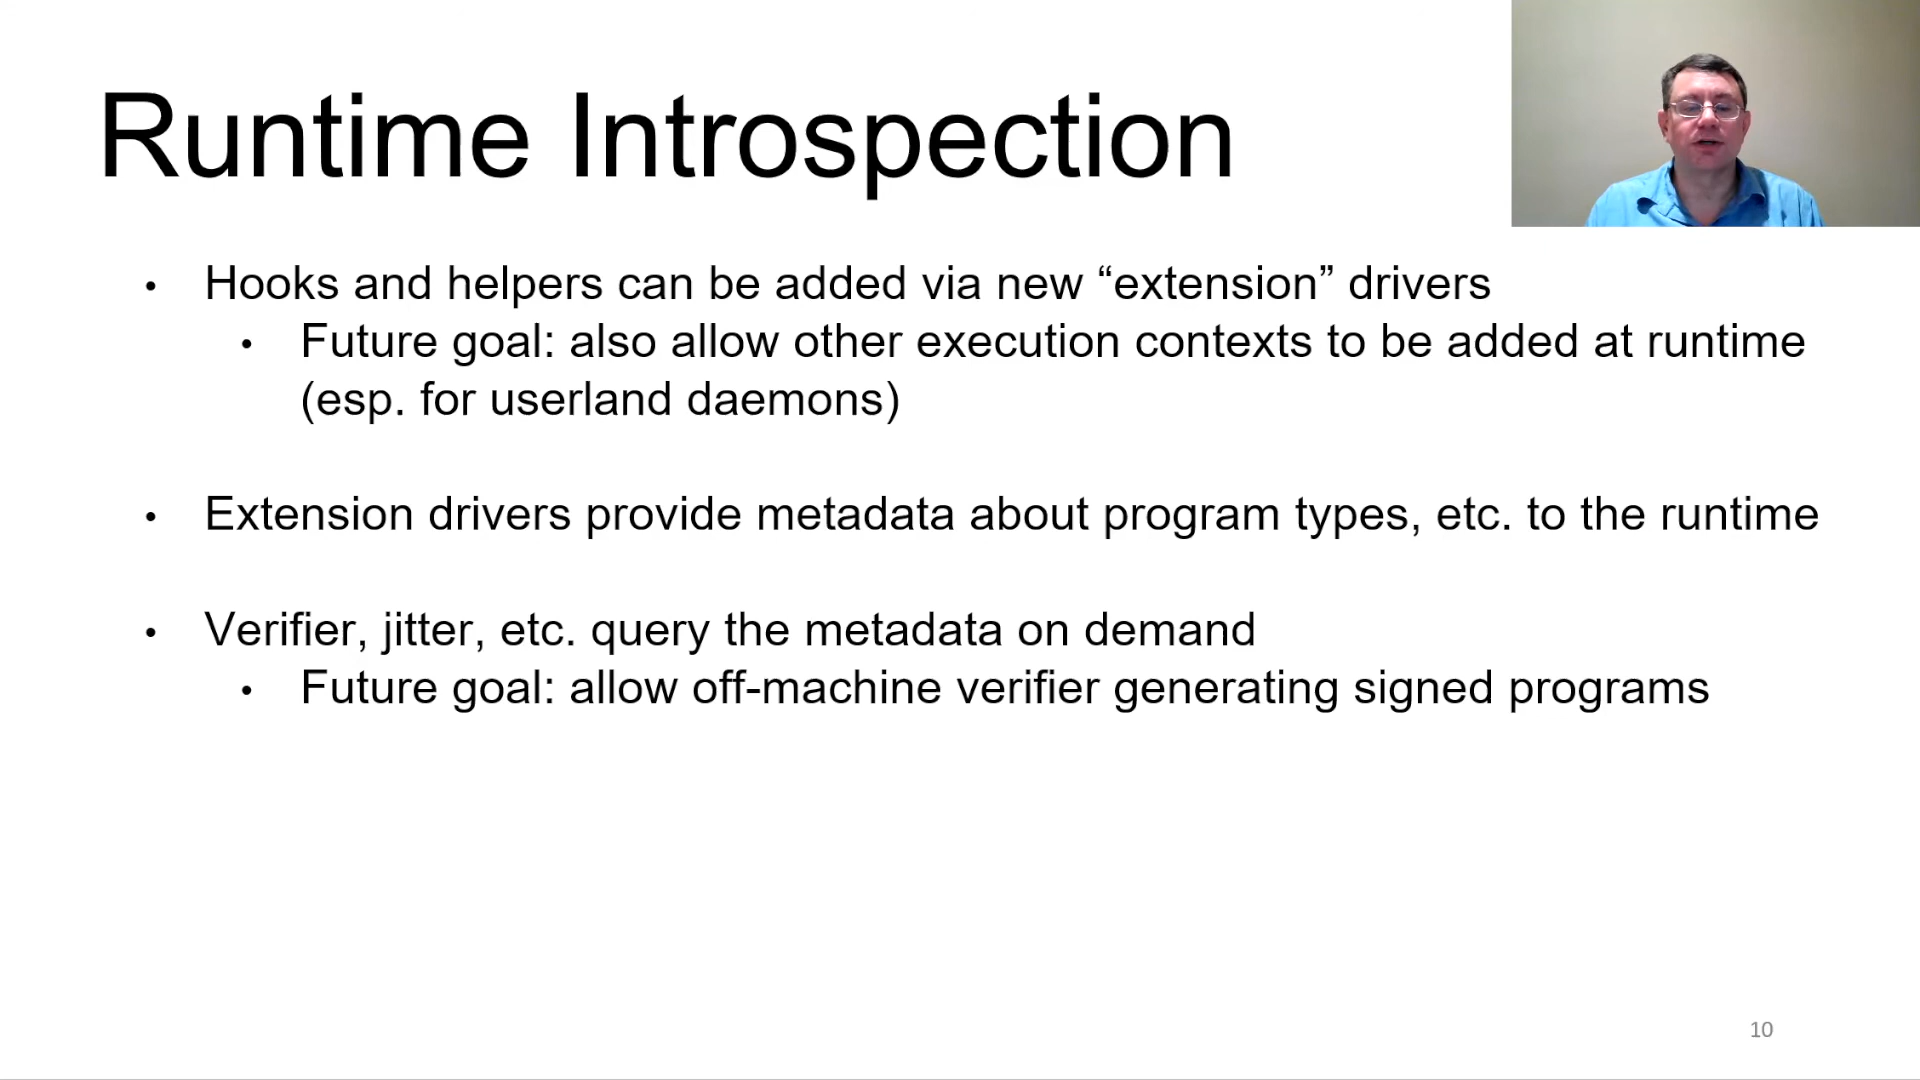 Runtime Introspection
• Hooks and helpers can be added via new “extension” drivers
• Future goal: also allow other execution contexts to be added at runtime
(esp. for userland daemons)
• Extension drivers provide metadata about program types, etc. to the runtime
• Verifier, jitter, etc. query the metadata on demand
• Future goal: allow off-machine verifier generating signed programs
10